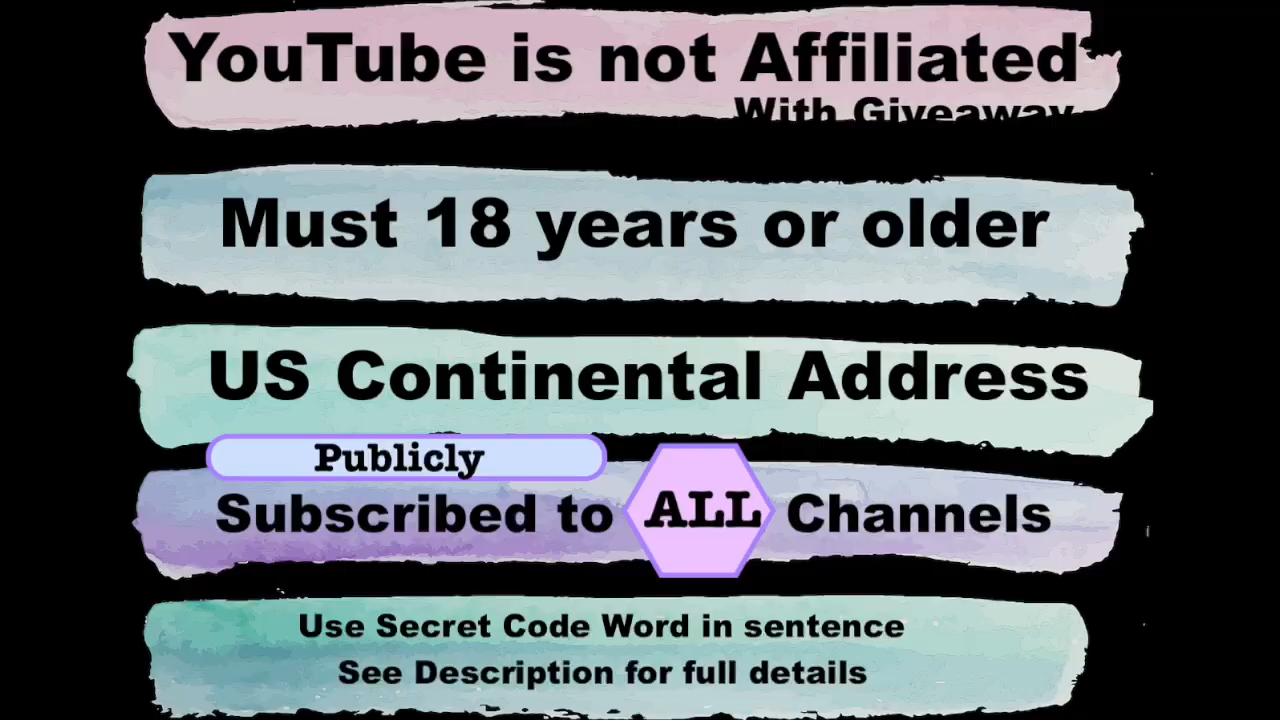 YouTube is not Affiliated
With Giveaway
Must 18 years or older
US Continental Address
Publicly
Subscribed to ALL Channels
Use Secret Code Word in sentence
See Description for full details